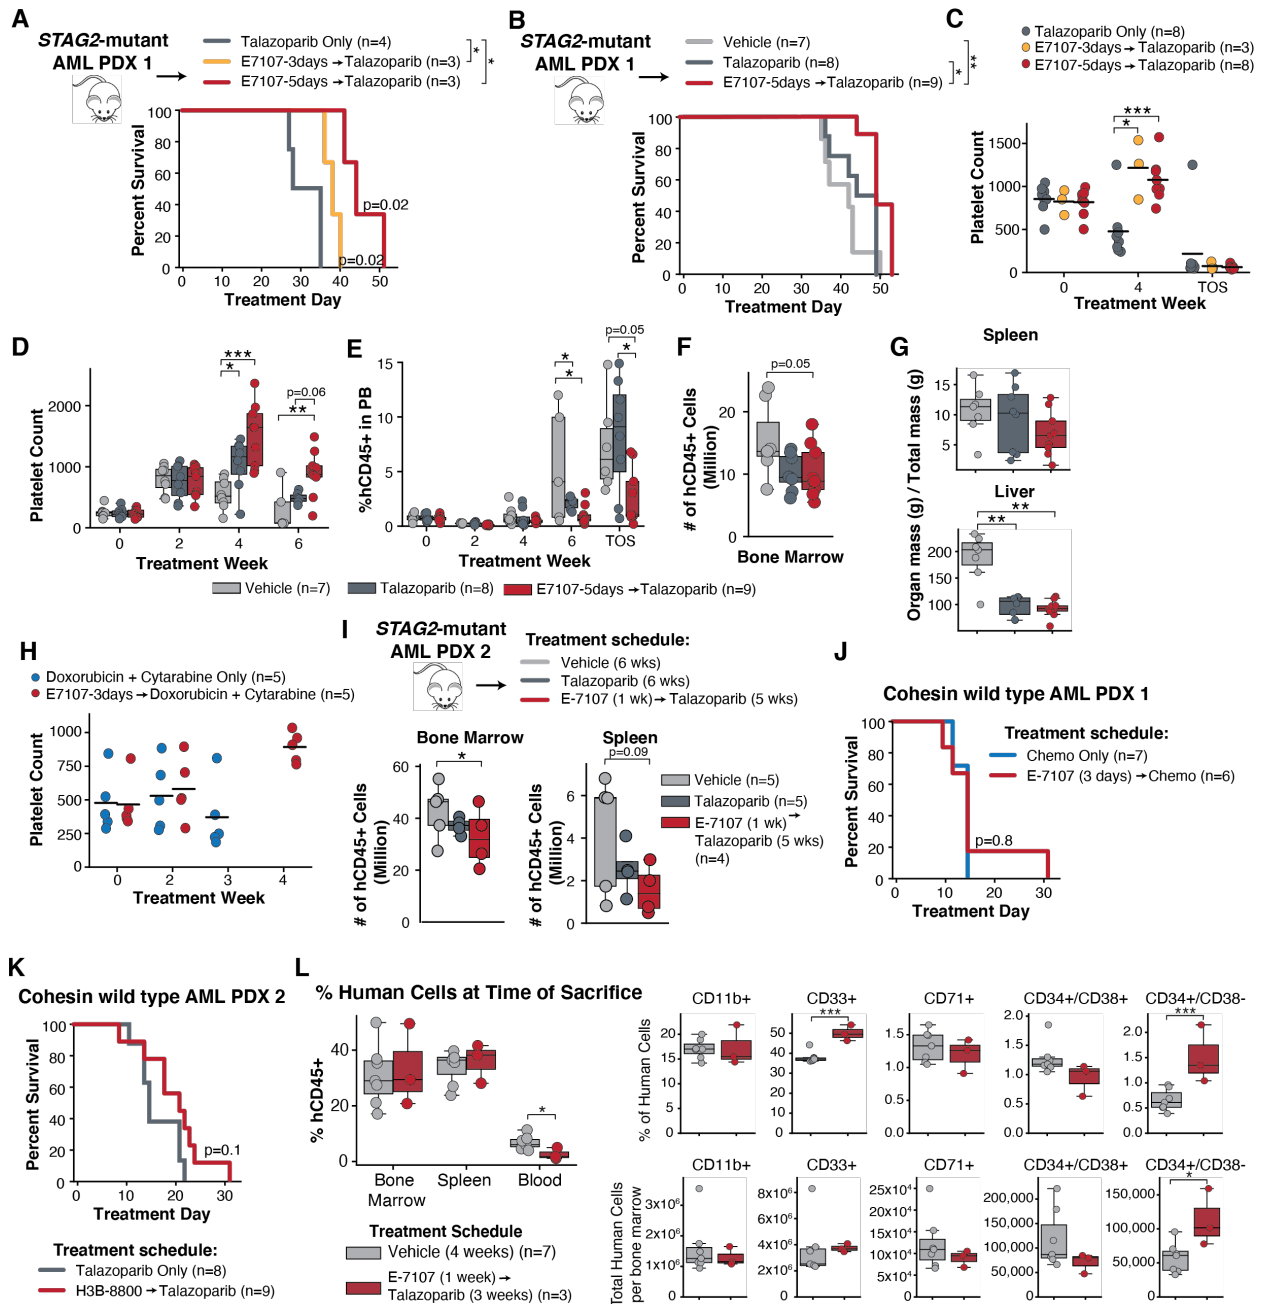 A
STAG2-mutant
AML PDX 1
Talazoparib Only (n=4)
E7107-3days → Talazoparib (n=3)
E7107-5days → Talazoparib (n=3)
*
*
Percent Survival
100
80
60
40
20
0
p=0.02
p=0.02
0 10 20 30 40 50
Treatment Day
B
STAG2-mutant
AML PDX 1
Vehicle (n=7)
Talazoparib (n=8)
E7107-5days → Talazoparib (n=9)
*
**
Percent Survival
100
80
60
40
20
0
0 10 20 30 40 50
Treatment Day
C
Talazoparib Only (n=8)
E7107-3days → Talazoparib (n=3)
E7107-5days → Talazoparib (n=8)
***
*
Platelet Count
1500
1000
500
0
0 4 TOS
Treatment Week
D
Platelet Count
2000
1000
0
***
*
p=0.06
**
0 2 4 6
Treatment Week
E
%hCD45+ in PB
15
10
5
0
*
*
p=0.05
*
0 2 4 6 TOS
Treatment Week
F
# of hCD45+ Cells
(Million)
20
10
0
p=0.05
Bone Marrow
G
Spleen
Organ mass (g) / Total mass (g)
15
10
5
Liver
**
**
200
150
100
Vehicle (n=7)
Talazoparib (n=8)
E7107-5days → Talazoparib (n=9)
H
Doxorubicin + Cytarabine Only (n=5)
E7107-3days → Doxorubicin + Cytarabine (n=5)
Platelet Count
1000
750
500
250
0
0 2 3 4
Treatment Week
I
STAG2-mutant
AML PDX 2
Treatment schedule:
Vehicle (6 wks)
Talazoparib (6 wks)
E-7107 (1 wk) → Talazoparib (5 wks)
Bone Marrow
*
# of hCD45+ Cells
(Million)
60
40
20
0
Spleen
p=0.09
# of hCD45+ Cells
(Million)
6
4
2
0
Vehicle (n=5)
Talazoparib (n=5)
E-7107 (1 wk) →
Talazoparib (5 wks)
(n=4)
J
Cohesin wild type AML PDX 1
Treatment schedule:
Chemo Only (n=7)
E-7107 (3 days) → Chemo (n=6)
Percent Survival
100
80
60
40
20
0
p=0.8
0 10 20 30
Treatment Day
K
Cohesin wild type AML PDX 2
Percent Survival
100
80
60
40
20
0
p=0.1
0 10 20 30
Treatment Day
Treatment schedule:
Talazoparib Only (n=8)
H3B-8800 → Talazoparib (n=9)
L
% Human Cells at Time of Sacrifice
% hCD45+
40
20
0
*
Bone
Marrow
Spleen
Blood
Treatment Schedule
Vehicle (4 weeks) (n=7)
E-7107 (1 week) →
Talazoparib (3 weeks) (n=3)
% of Human Cells
CD11b+
20
15
10
5
0
CD33+
***
50
40
30
20
10
0
CD71+
1.5
1.0
0.5
0.0
CD34+/CD38+
2.0
1.5
1.0
0.5
0.0
CD34+/CD38-
***
2.0
1.5
1.0
0.5
0.0
Total Human Cells
per bone marrow
CD11b+
3x10⁶
2x10⁶
1x10⁶
0
CD33+
8x10⁶
6x10⁶
4x10⁶
2x10⁶
0
CD71+
25x10⁴
20x10⁴
15x10⁴
10x10⁴
5x10⁴
0
CD34+/CD38+
200,000
150,000
100,000
50,000
0
CD34+/CD38-
*
150,000
100,000
50,000
0